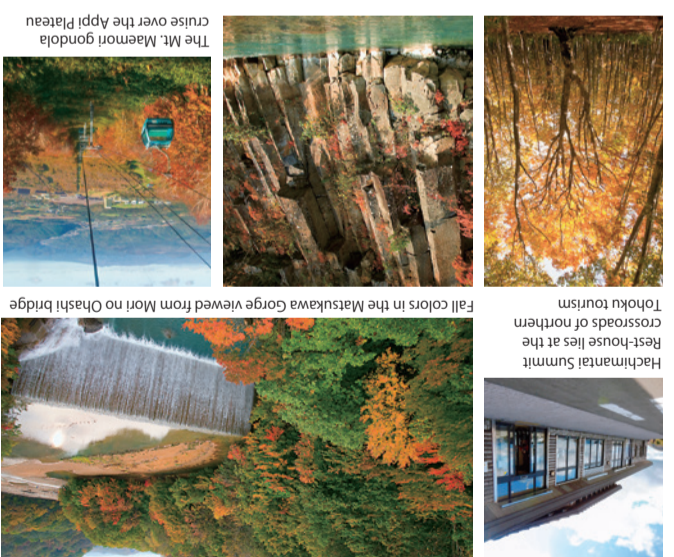 Hachimantai Summit
Rest-house lies at the
crossroads of northern
Tohoku tourism
Fall colors in the Matsukawa Gorge viewed from Mori no Ohashi bridge
The Mt. Maemori gondola
cruise over the Appi Plateau